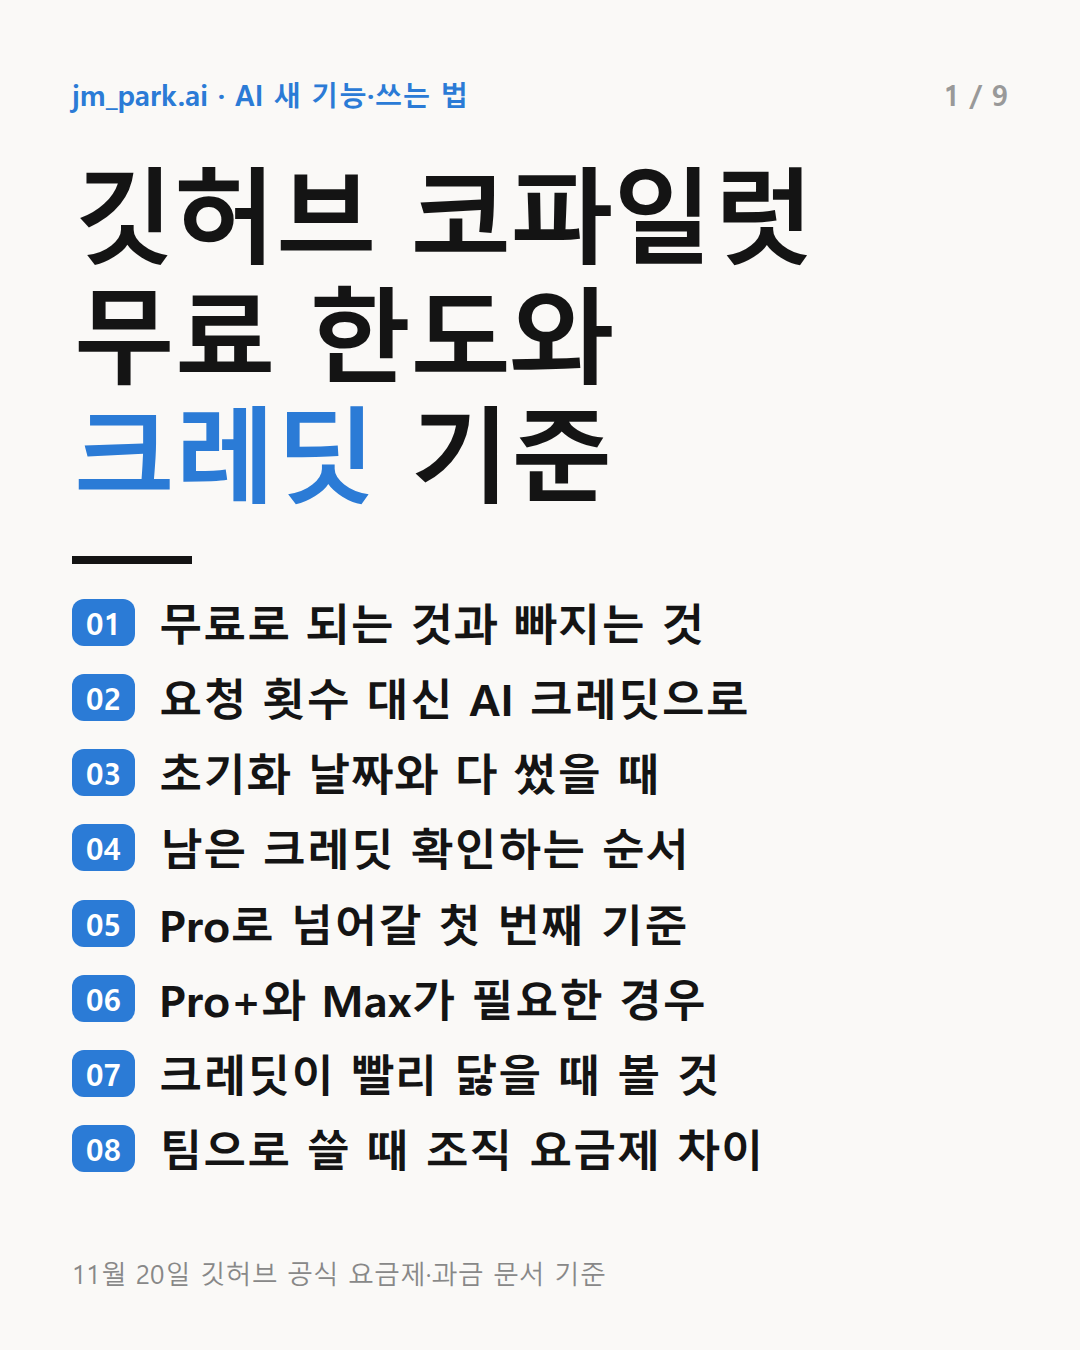 jm_park.ai · AI 새 기능·쓰는 법
1 / 9
깃허브 코파일럿
무료 한도와
크레딧 기준
01 무료로 되는 것과 빠지는 것
02 요청 횟수 대신 AI 크레딧으로
03 초기화 날짜와 다 썼을 때
04 남은 크레딧 확인하는 순서
05 Pro로 넘어갈 첫 번째 기준
06 Pro+와 Max가 필요한 경우
07 크레딧이 빨리 닳을 때 볼 것
08 팀으로 쓸 때 조직 요금제 차이
11월 20일 깃허브 공식 요금제·과금 문서 기준